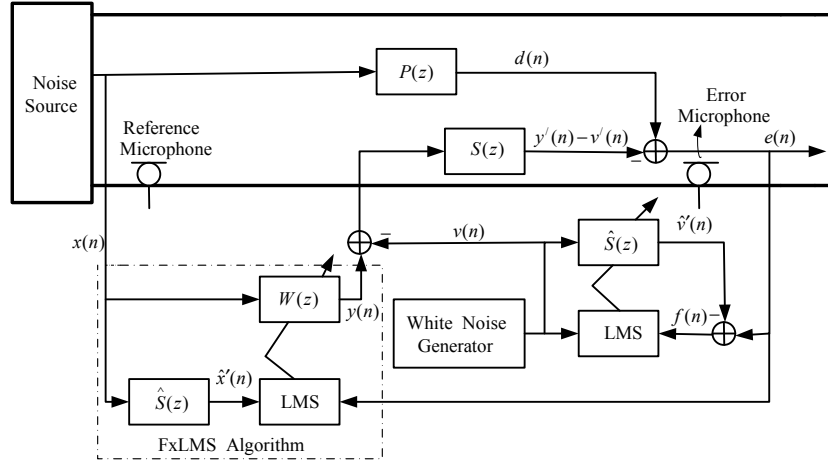 Noise
Source
P(z)
d(n)
Error
Microphone
Reference
Microphone
S(z)
y/(n)−v/(n)
−
e(n)
x(n)
−
v(n)
Ŝ(z)
v̂′(n)
W(z)
y(n)
White Noise
Generator
LMS
f(n)
−
Ŝ(z)
x̂′(n)
LMS
FxLMS Algorithm